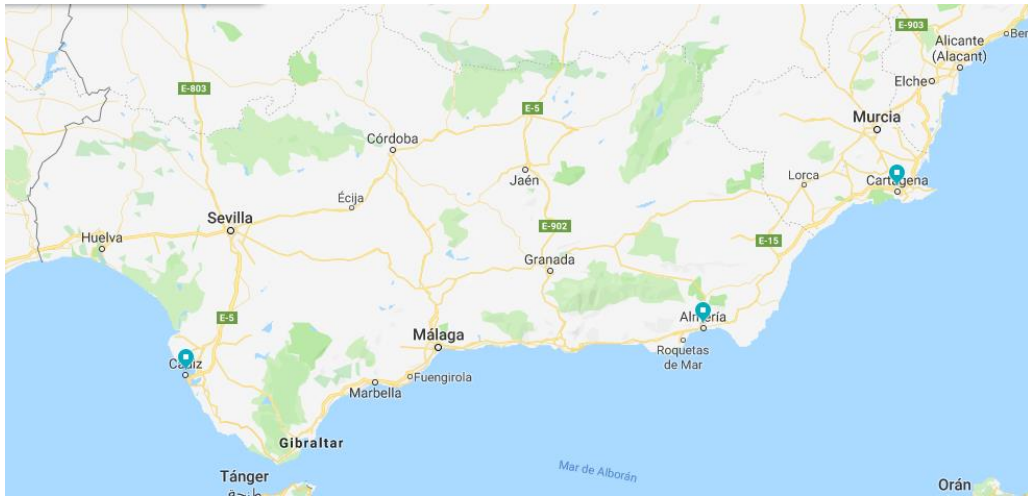 E-903
Alicante
(Alacant)
Elche
E-803
E-5
Murcia
Córdoba
Jaén
Lorca
Cartagena
Écija
Sevilla
E-902
E-15
Huelva
Granada
E-5
Almería
Málaga
Roquetas
de Mar
Cádiz
Fuengirola
Marbella
Gibraltar
Mar de Alborán
Tánger
Orán